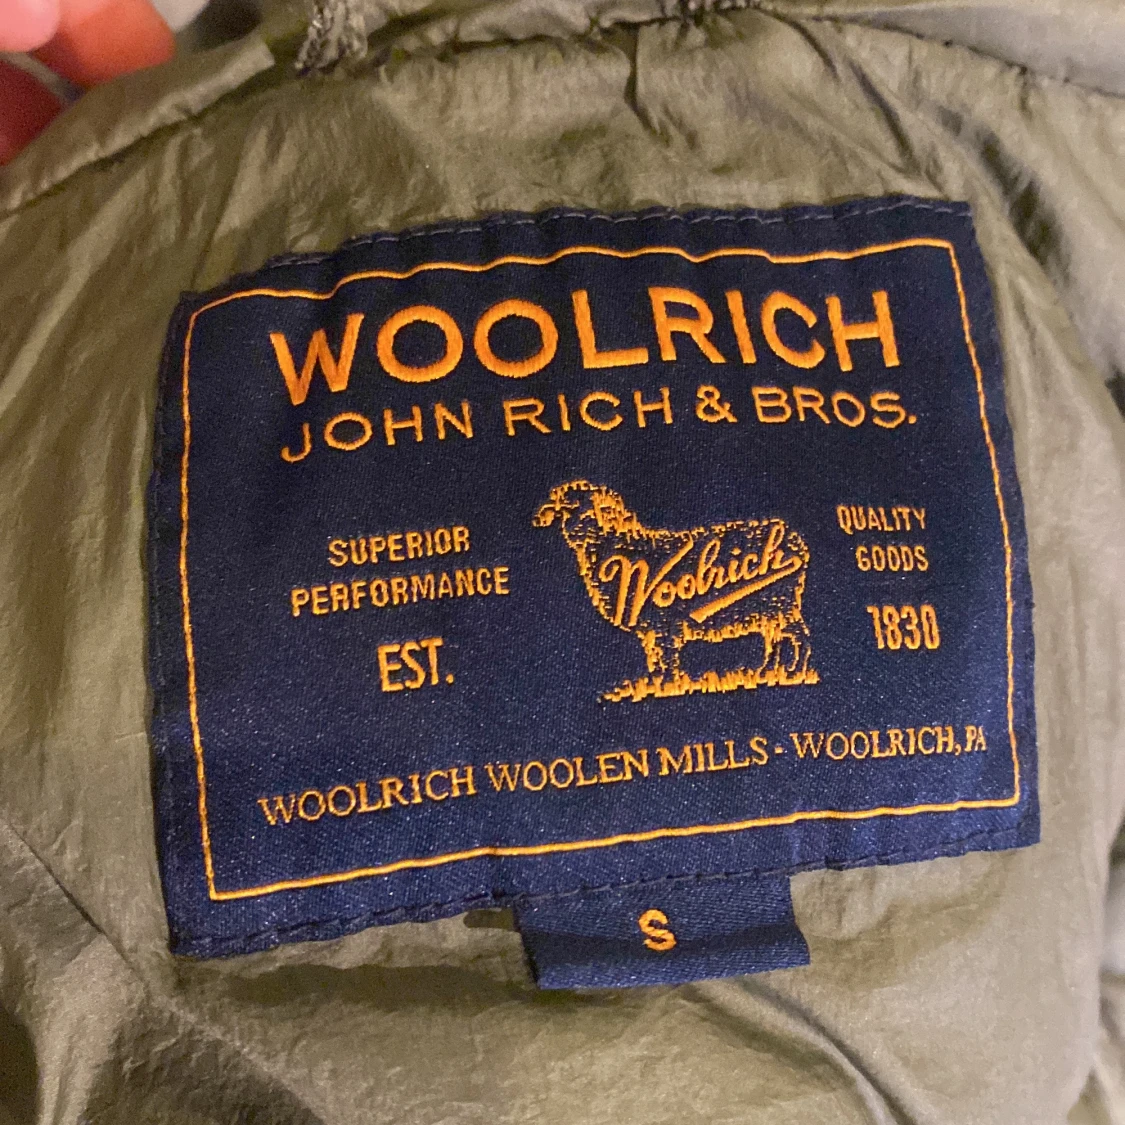 WOOLRICH
JOHN RICH & BROS.
SUPERIOR
PERFORMANCE
EST.
Woolrich
QUALITY
GOODS
1830
WOOLRICH WOOLEN MILLS - WOOLRICH, PA
S